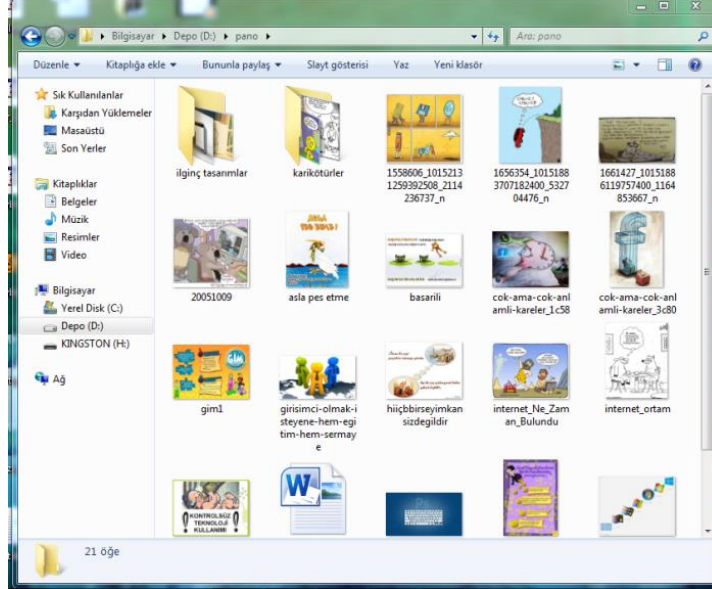 Bilgisayar ▸ Depo (D:) ▸ pano ▸
Ara: pano
Düzenle
Kitaplığa ekle
Bununla paylaş
Slayt gösterisi
Yaz
Yeni klasör
Sık Kullanılanlar
Karşıdan Yüklemeler
Masaüstü
Son Yerler
Kitaplıklar
Belgeler
Müzik
Resimler
Video
Bilgisayar
Yerel Disk (C:)
Depo (D:)
KINGSTON (H:)
Ağ
ilginç tasarımlar
karikötürler
1558606_1015213
1259392508_2114
236737_n
1656354_1015188
3707182400_5327
04476_n
1661427_1015188
6119757400_1164
853667_n
20051009
asla pes etme
basarili
cok-ama-cok-anl
amli-kareler_1c58
cok-ama-cok-anl
amli-kareler_3c80
gim1
girisimci-olmak-i
steyene-hem-egi
tim-hem-sermay
e
hiiçbbirseyimkan
sizdegildir
internet_Ne_Zam
an_Bulundu
internet_ortam
KONTROLSÜZ
TEKNOLOJİ
KULLANIMI
W
21 öğe